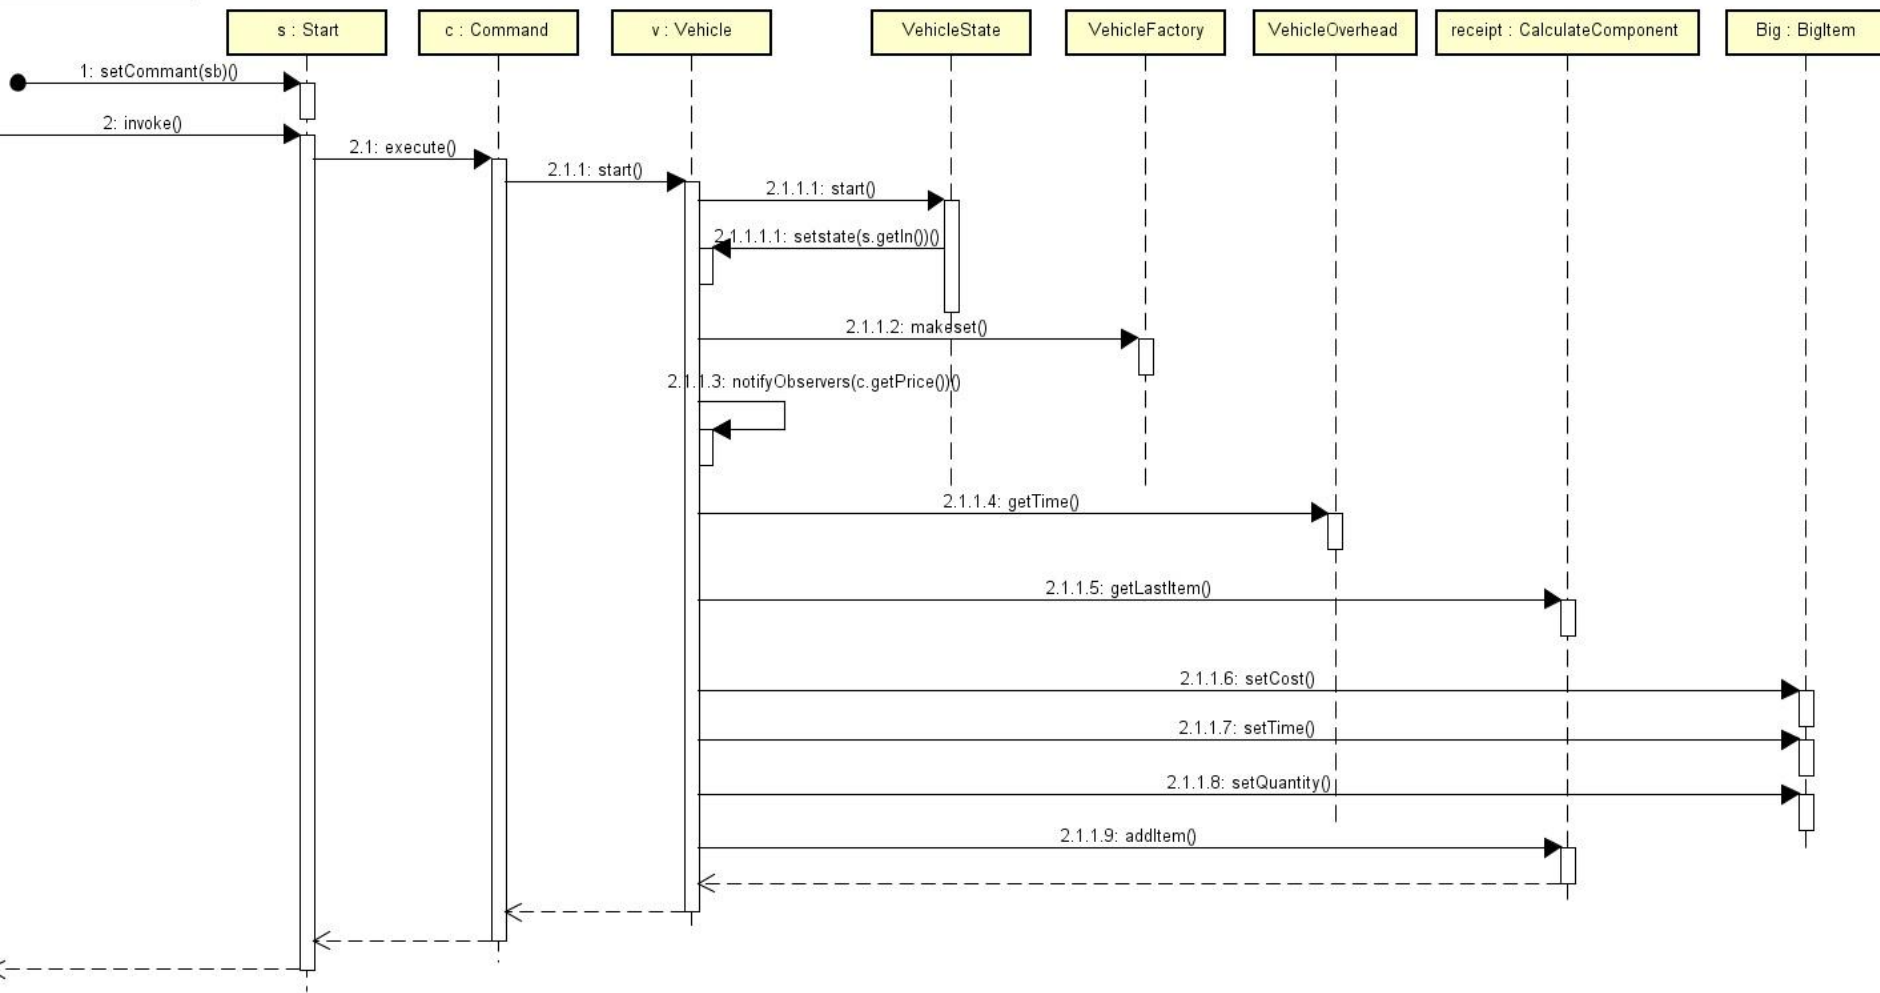 s : Start
c : Command
v : Vehicle
VehicleState
VehicleFactory
VehicleOverhead
receipt : CalculateComponent
Big : BigItem
1: setCommant(sb)()
2: invoke()
2.1: execute()
2.1.1: start()
2.1.1.1: start()
2.1.1.1.1: setstate(s.getIn())()
2.1.1.2: makeset()
2.1.1.3: notifyObservers(c.getPrice())()
2.1.1.4: getTime()
2.1.1.5: getLastItem()
2.1.1.6: setCost()
2.1.1.7: setTime()
2.1.1.8: setQuantity()
2.1.1.9: addItem()